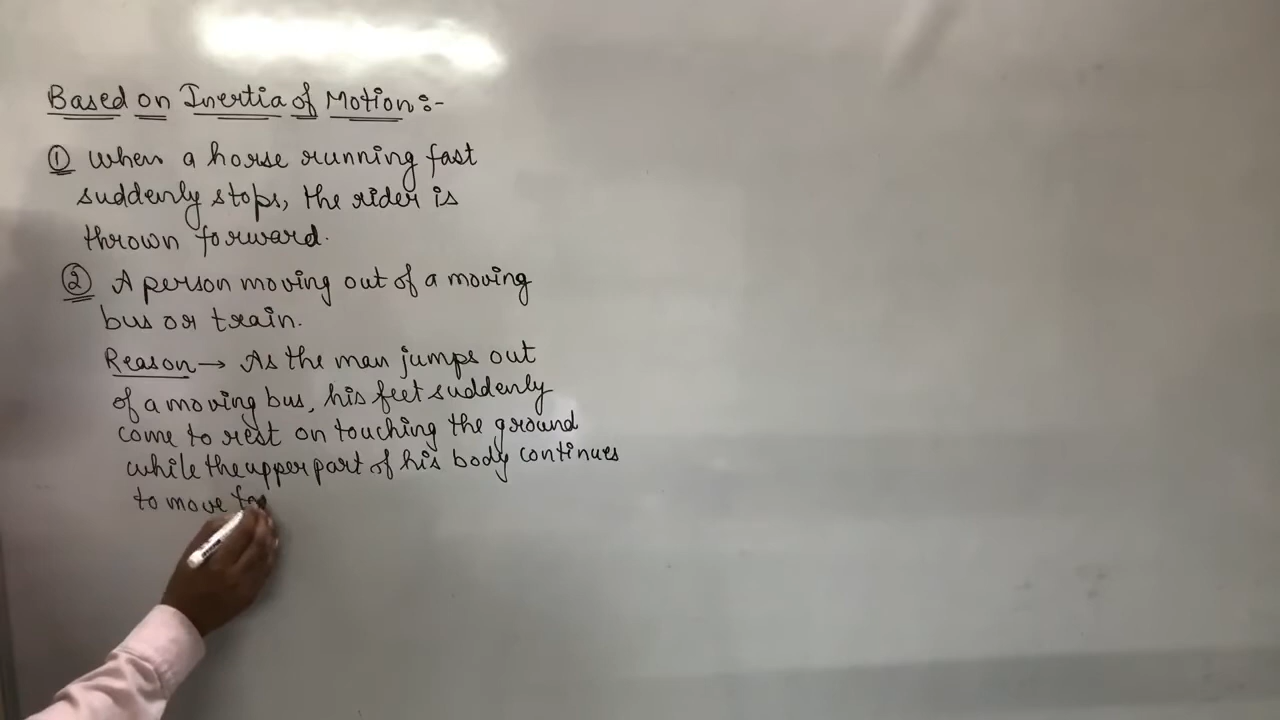 Based on Inertia of Motion:-
① When a horse running fast
suddenly stops, the rider is
thrown forward.
② A person moving out of a moving
bus or train.
Reason → As the man jumps out
of a moving bus, his feet suddenly
come to rest on touching the ground
while the upper part of his body continues
to move